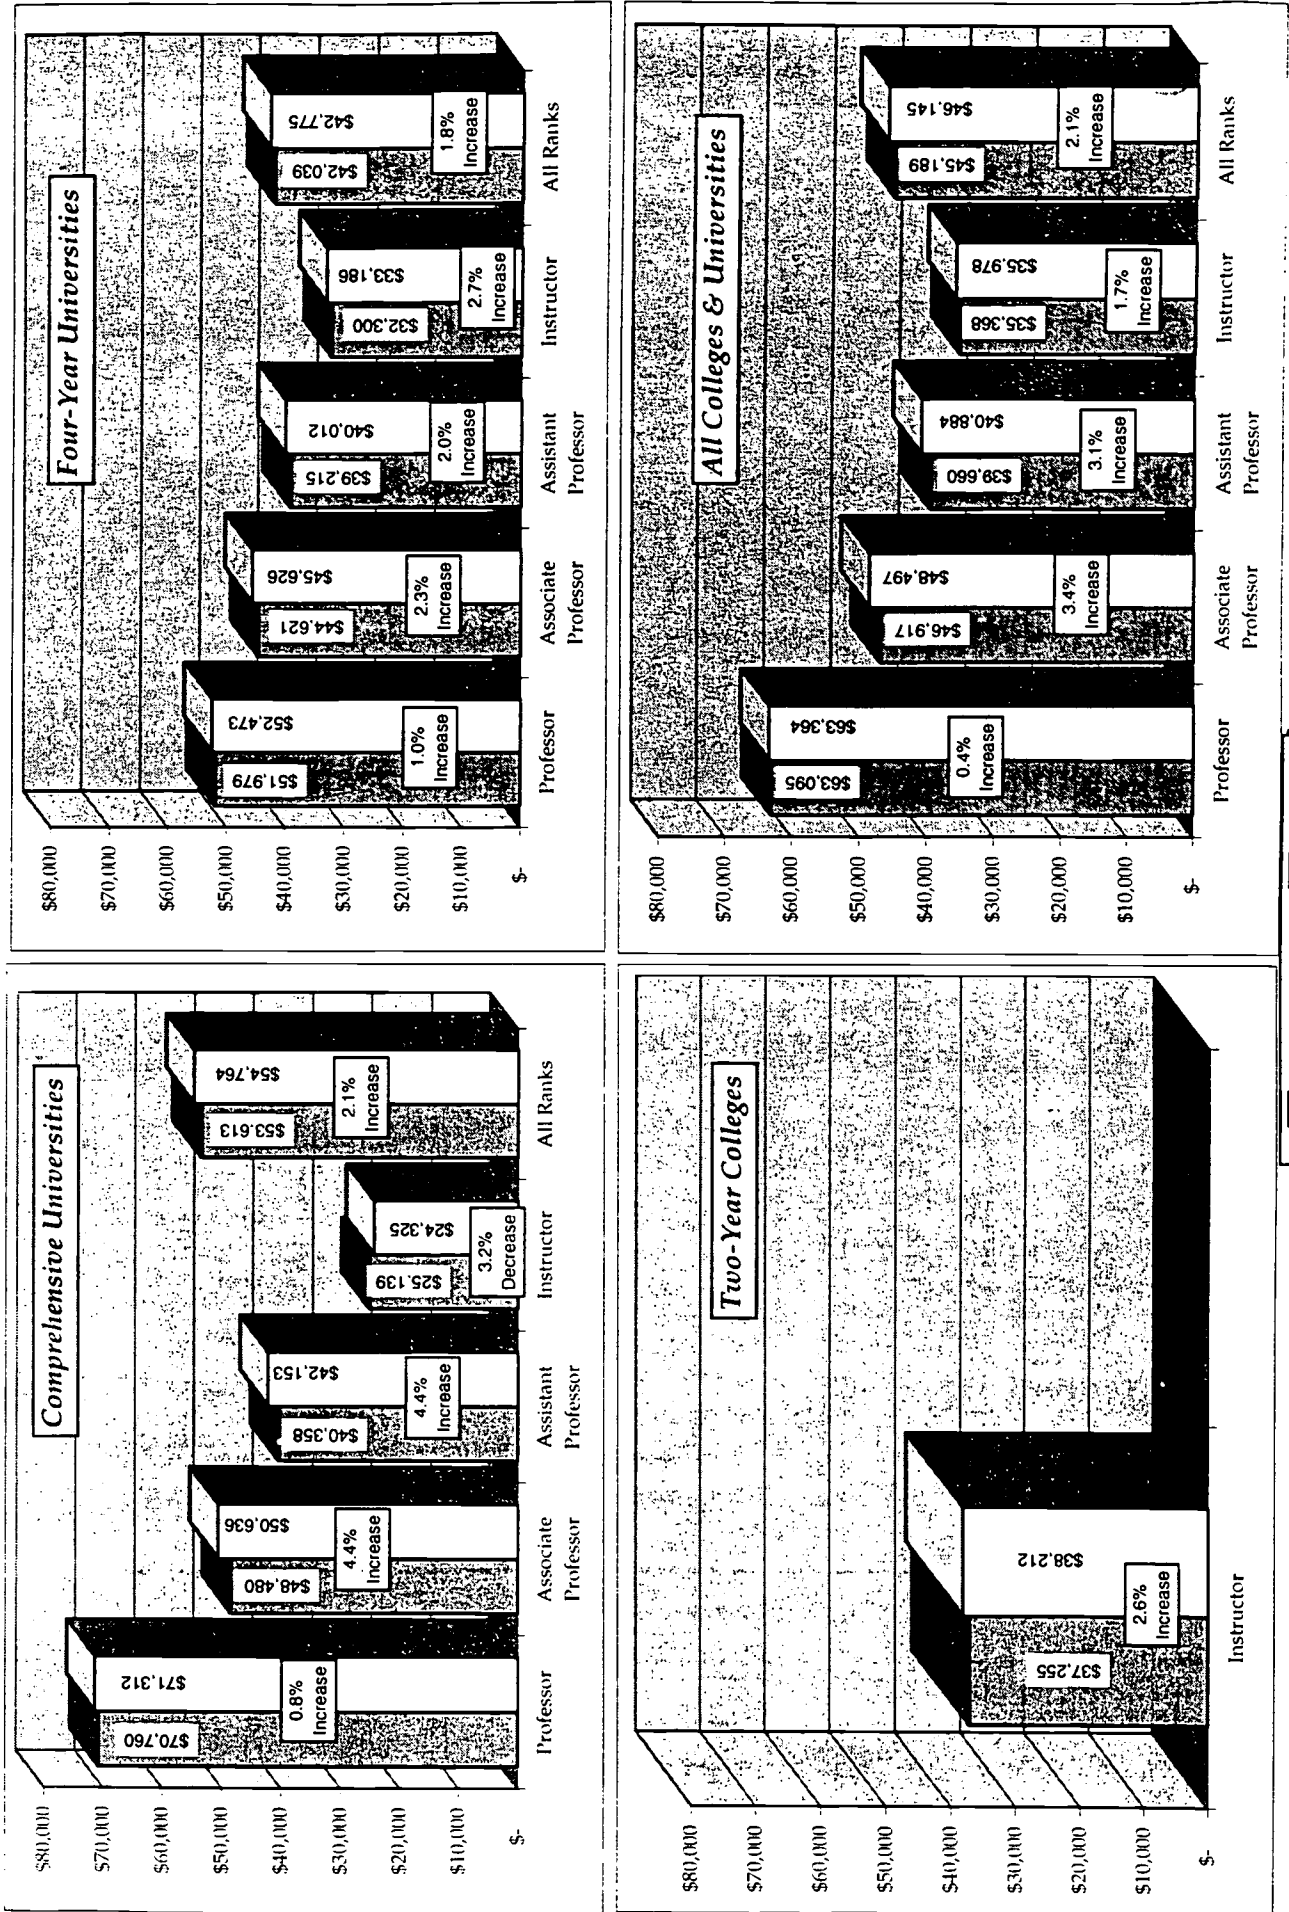 Comprehensive Universities
$80,000
$70,000
$60,000
$50,000
$40,000
$30,000
$20,000
$10,000
$-
$70,760
$71,312
0.8%
Increase
$48,480
$50,636
4.4%
Increase
$40,358
$42,153
4.4%
Increase
$25,139
$24,325
3.2%
Decrease
$53,613
$54,764
2.1%
Increase
Professor
Associate
Professor
Assistant
Professor
Instructor
All Ranks
Four-Year Universities
$80,000
$70,000
$60,000
$50,000
$40,000
$30,000
$20,000
$10,000
$-
$51,979
$52,473
1.0%
Increase
$44,621
$45,626
2.3%
Increase
$39,215
$40,012
2.0%
Increase
$32,300
$33,186
2.7%
Increase
$42,039
$42,775
1.8%
Increase
Professor
Associate
Professor
Assistant
Professor
Instructor
All Ranks
Two-Year Colleges
$80,000
$70,000
$60,000
$50,000
$40,000
$30,000
$20,000
$10,000
$-
$37,255
$38,212
2.6%
Increase
Instructor
All Colleges & Universities
$80,000
$70,000
$60,000
$50,000
$40,000
$30,000
$20,000
$10,000
$-
$63,095
$63,364
0.4%
Increase
$46,917
$48,497
3.4%
Increase
$39,660
$40,884
3.1%
Increase
$35,368
$35,978
1.7%
Increase
$45,189
$46,145
2.1%
Increase
Professor
Associate
Professor
Assistant
Professor
Instructor
All Ranks